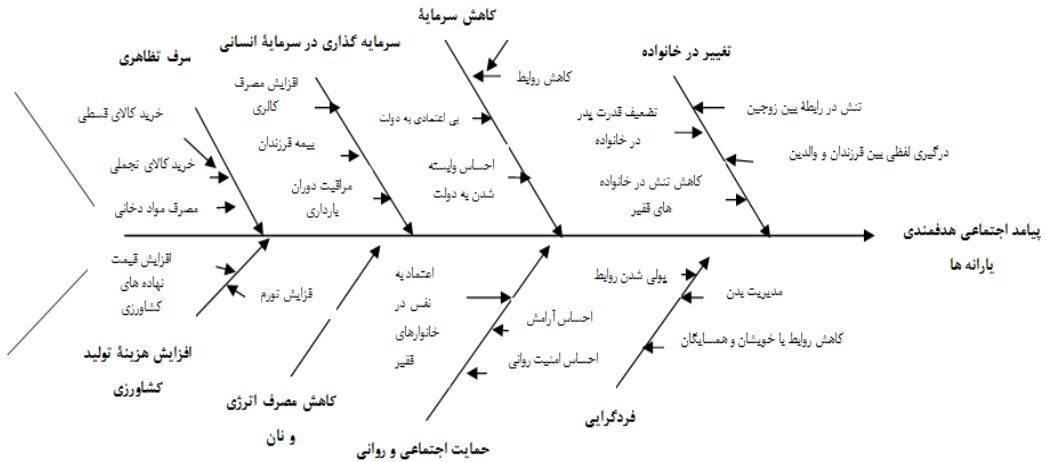 کاهش سرمایهٔ
تغییر در خانواده
سرمایه گذاری در سرمایهٔ انسانی
صرف تظاهری
تنش در رابطهٔ بین زوجین
تضعیف قدرت پدر
در خانواده
درگیری لفظی بین فرزندان و والدین
کاهش تنش در خانواده
های فقیر
کاهش روابط
بی اعتمادی به دولت
احساس وابسته
شدن به دولت
افزایش مصرف
کالری
بیمه فرزندان
مراقبت دوران
بارداری
خرید کالای قسطی
خرید کالای تجملی
مصرف مواد دخانی
پیامد اجتماعی هدفمندی
یارانه ها
پولی شدن روابط
مدیریت بدن
کاهش روابط با خویشان و همسایگان
فردگرایی
اعتمادبه
نفس در
خانوارهای
فقیر
احساس آرامش
احساس امنیت روانی
حمایت اجتماعی و روانی
کاهش مصرف انرژی
و نان
افزایش قیمت
نهاده های
کشاورزی
قزایش تورم
افزایش هزینهٔ تولید
کشاورزی